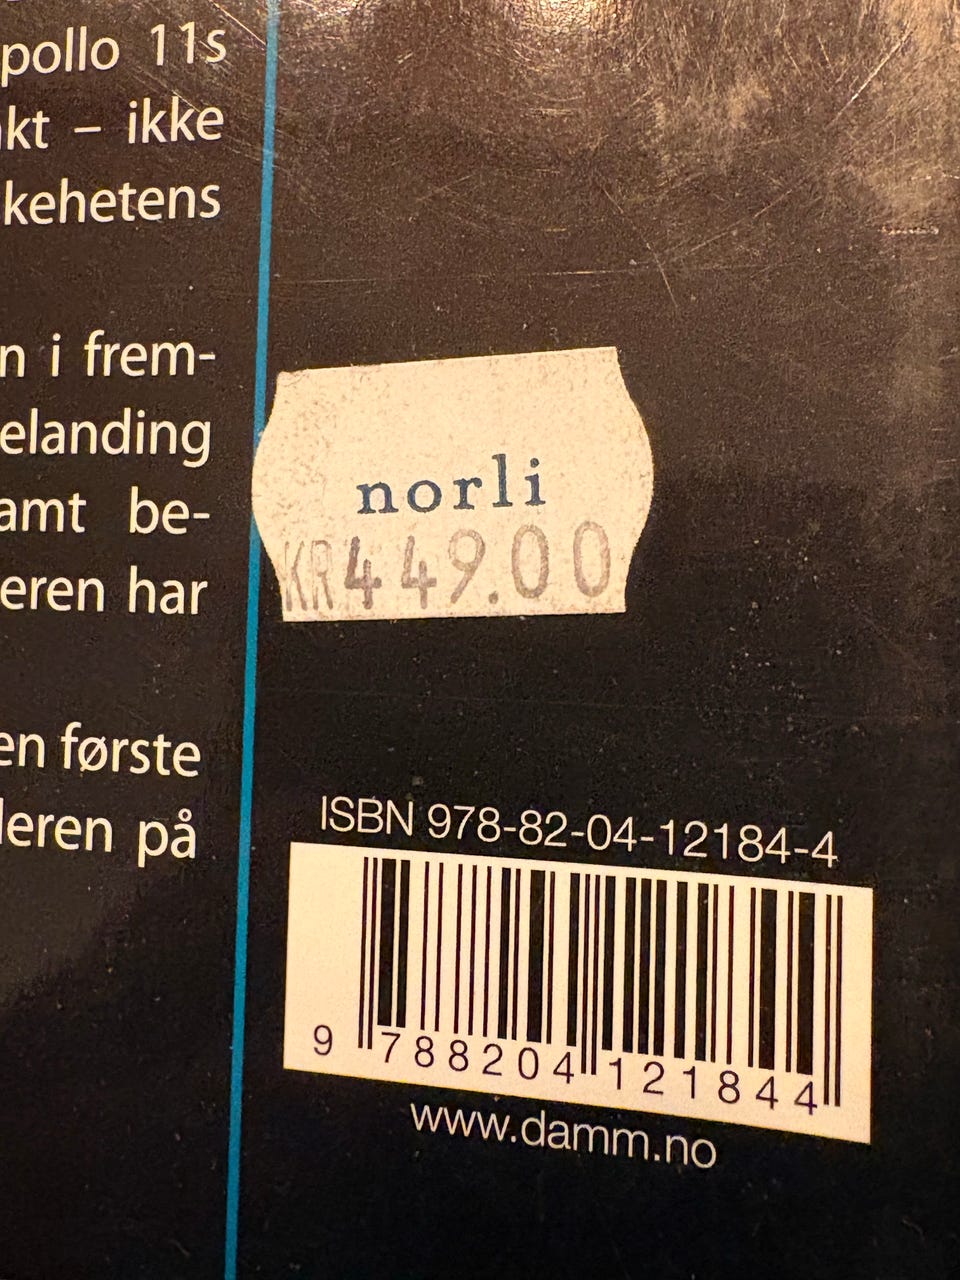 pollo 11s
kt – ikke
kehetens
n i frem-
elanding
amt be-
eren har
en første
leren på
norli
KR449.00
ISBN 978-82-04-12184-4
9 788204 121844
www.damm.no